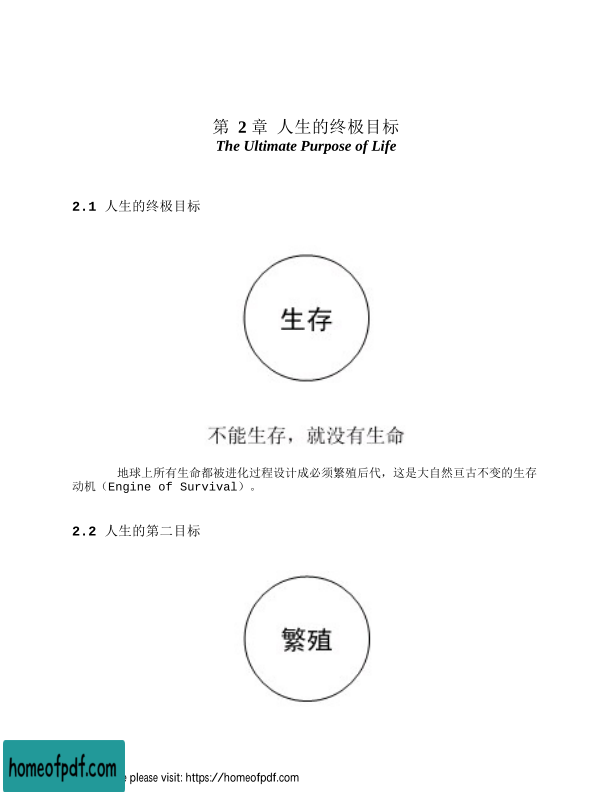 第 2 章 人生的终极目标
The Ultimate Purpose of Life
2.1 人生的终极目标
生存
不能生存，就没有生命
地球上所有生命都被进化过程设计成必须繁殖后代，这是大自然亘古不变的生存
动机（Engine of Survival）。
2.2 人生的第二目标
繁殖
homeofpdf.com
please visit: https://homeofpdf.com